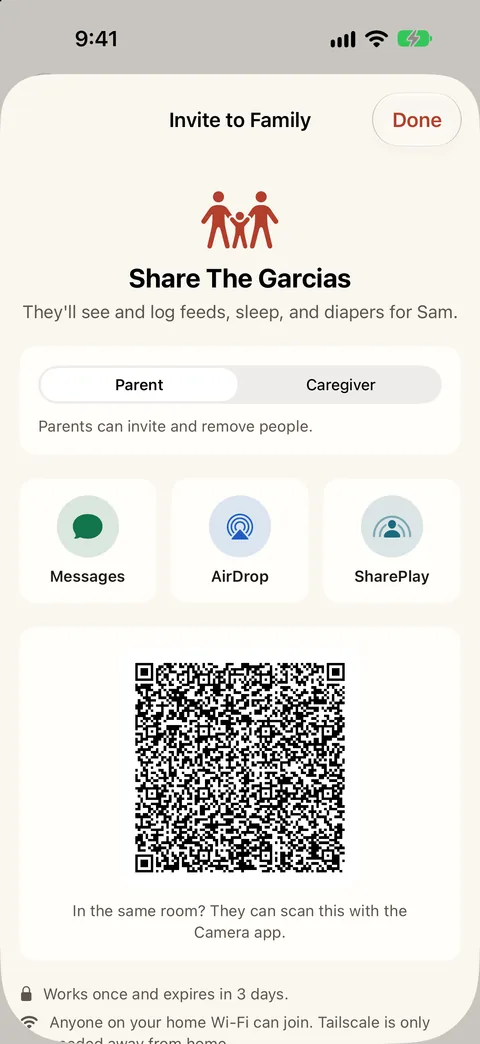 9:41
Invite to Family
Done
Share The Garcias
They'll see and log feeds, sleep, and diapers for Sam.
Parent
Caregiver
Parents can invite and remove people.
Messages
AirDrop
SharePlay
In the same room? They can scan this with the
Camera app.
Works once and expires in 3 days.
Anyone on your home Wi-Fi can join. Tailscale is only
away from home.